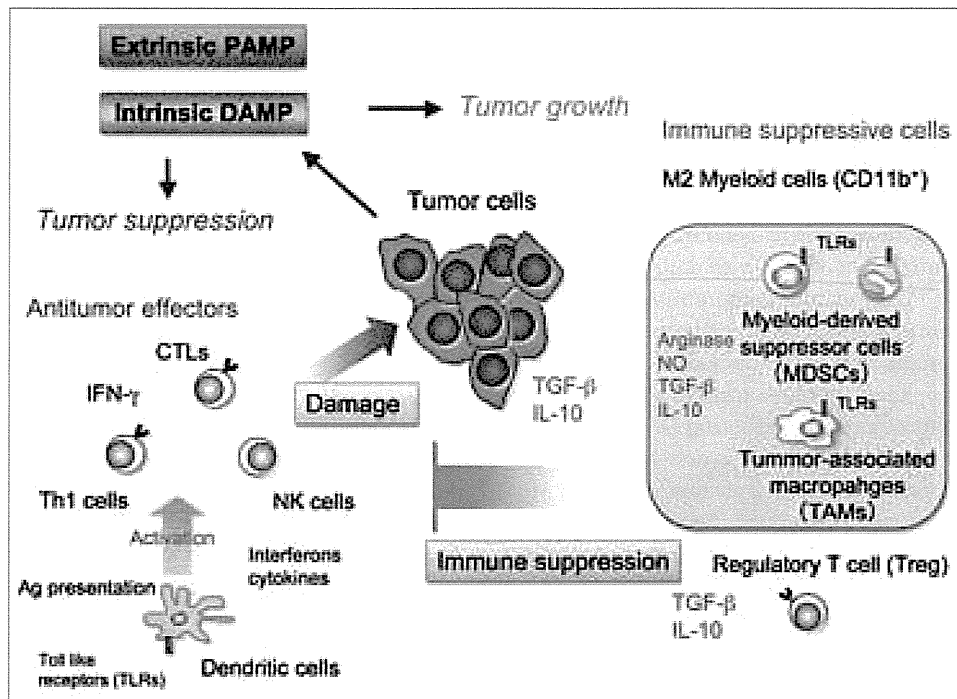 Extrinsic PAMP
Intrinsic DAMP
Tumor growth
Tumor suppression
Tumor cells
Immune suppressive cells
M2 Myeloid cells (CD11b+)
TLRs
Myeloid-derived
suppressor cells
(MDSCs)
Arginase
NO
TGF-β
IL-10
TLRs
Tummor-associated
macropahges
(TAMs)
Antitumor effectors
CTLs
IFN-γ
Th1 cells
NK cells
Damage
TGF-β
IL-10
Activation
Interferons
cytokines
Ag presentation
Toll like
receptors (TLRs)
Dendritic cells
Immune suppression
Regulatory T cell (Treg)
TGF-β
IL-10